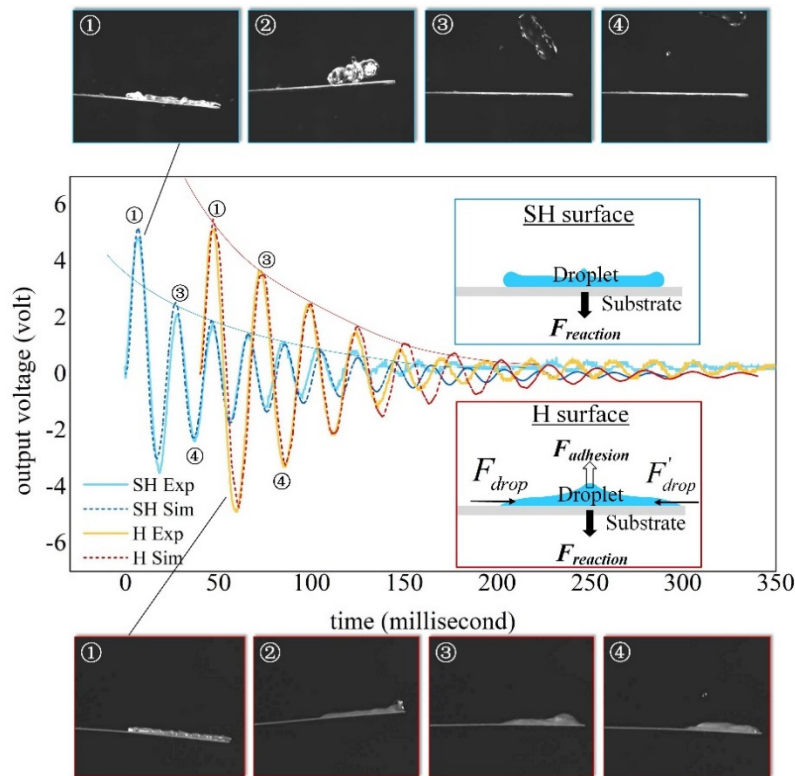 ① ② ③ ④
6
4
2
0
-2
-4
-6
output voltage (volt)
① ③ ④
① ③ ④
SH Exp
SH Sim
H Exp
H Sim
SH surface
Droplet
Substrate
F reaction
H surface
F adhesion
F drop F' drop
Droplet
Substrate
F reaction
0 50 100 150 200 250 300 350
time (millisecond)
① ② ③ ④